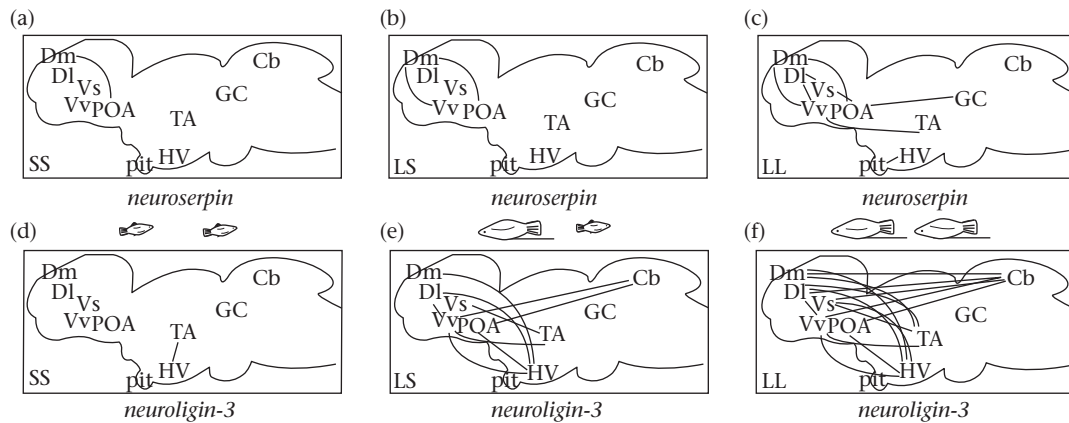 (a) (b) (c)
Dm Cb Dm Cb Dm Cb
Dl Dl Dl
Vs GC Vs GC Vs GC
Vv POA TA Vv POA TA Vv POA TA
SS pit HV LS pit HV LL pit HV
neuroserpin neuroserpin neuroserpin
(d) (e) (f)
Dm Cb Dm Cb Dm Cb
Dl Dl Dl
Vs GC Vs GC Vs GC
Vv POA TA Vv POA TA Vv POA TA
SS pit HV LS pit HV LL pit HV
neuroligin-3 neuroligin-3 neuroligin-3